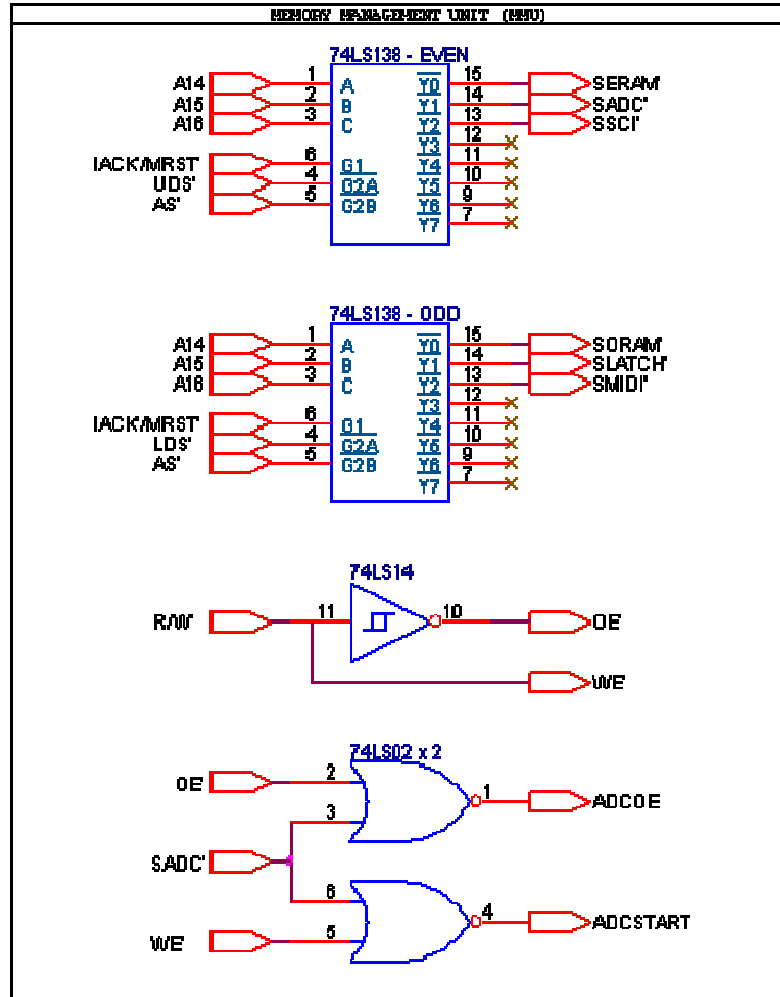 MEMORY MANAGEMENT UNIT (MMU)
74LS138 - EVEN
A14 1 A Y0 15 SERAM'
A15 2 B Y1 14 SADC'
A16 3 C Y2 13 SSCI'
Y3 12
IACK/MRST' 6 G1 Y4 11
UDS' 4 G2A Y5 10
AS' 5 G2B Y6 9
Y7 7
74LS138 - ODD
A14 1 A Y0 15 SORAM'
A15 2 B Y1 14 SLATCH'
A16 3 C Y2 13 SMIDI'
Y3 12
IACK/MRST' 6 G1 Y4 11
LDS' 4 G2A Y5 10
AS' 5 G2B Y6 9
Y7 7
74LS14
R/W' 11 10 OE'
WE'
74LS02 x 2
OE' 2 1 ADCOE
3
SADC'
6 4 ADCSTART
WE' 5